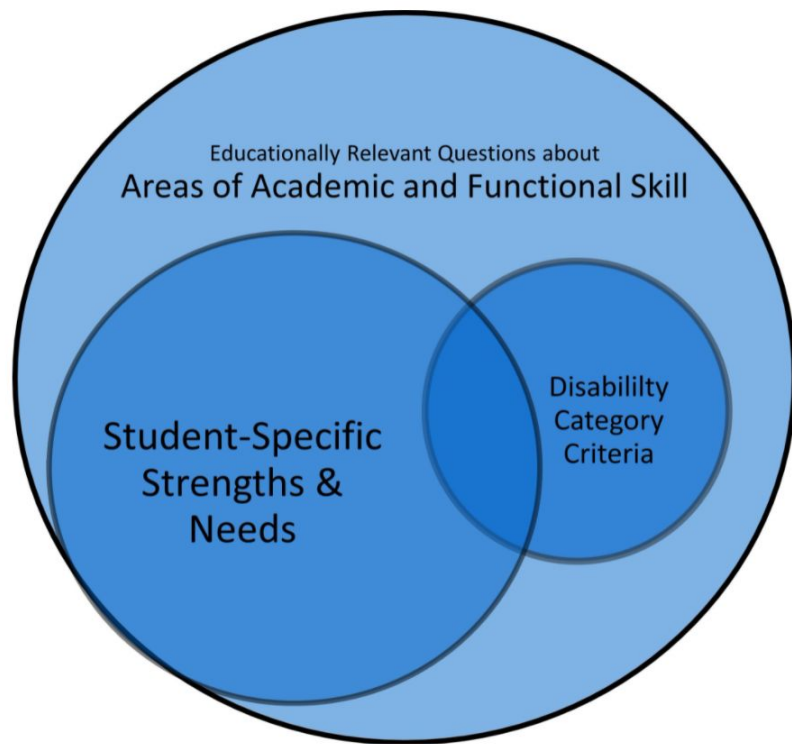 Educationally Relevant Questions about
Areas of Academic and Functional Skill
Student-Specific
Strengths &
Needs
Disabililty
Category
Criteria